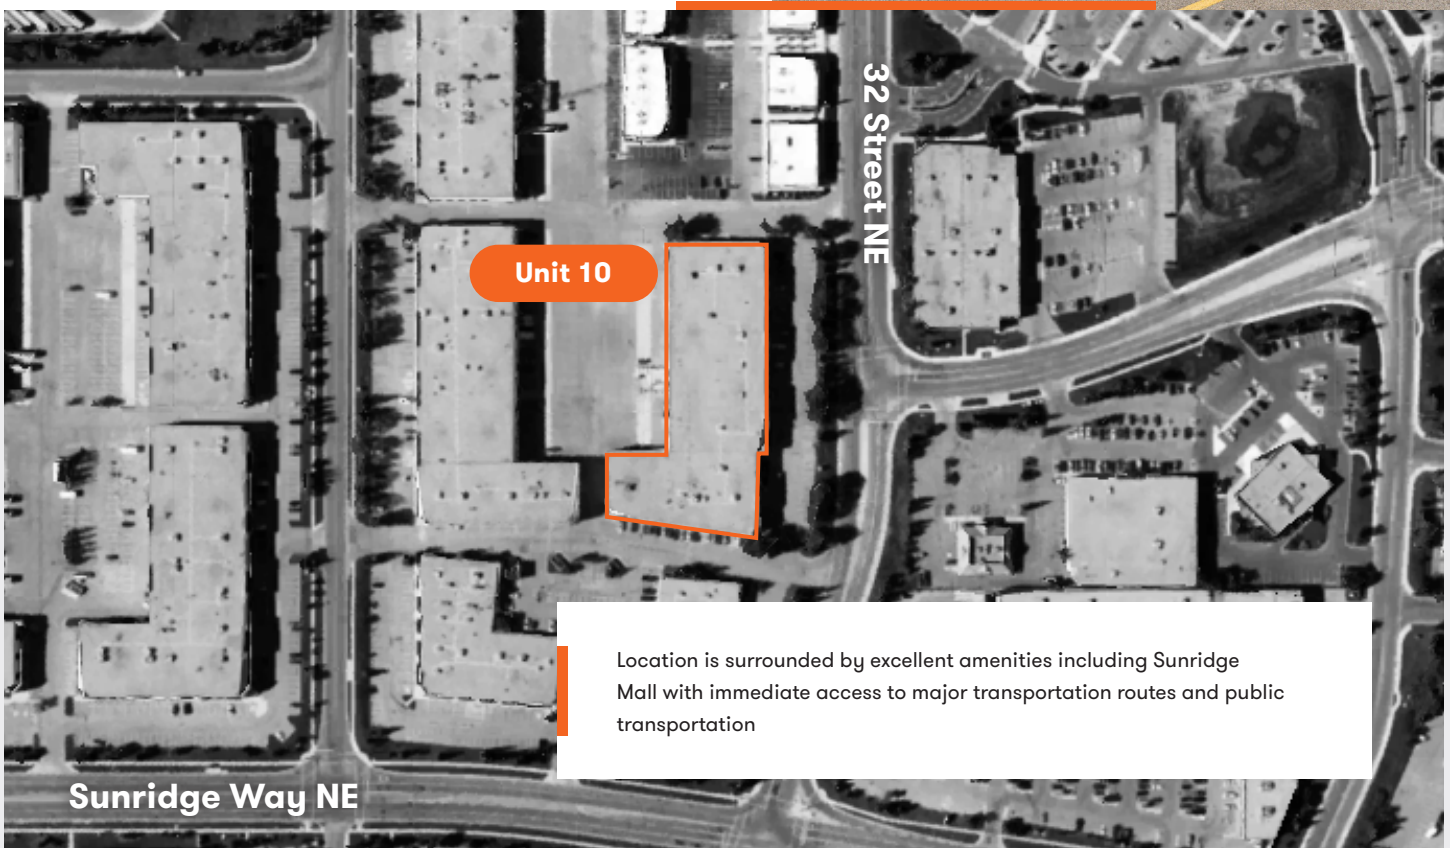 32 Street NE
Unit 10
Location is surrounded by excellent amenities including Sunridge
Mall with immediate access to major transportation routes and public
transportation
Sunridge Way NE